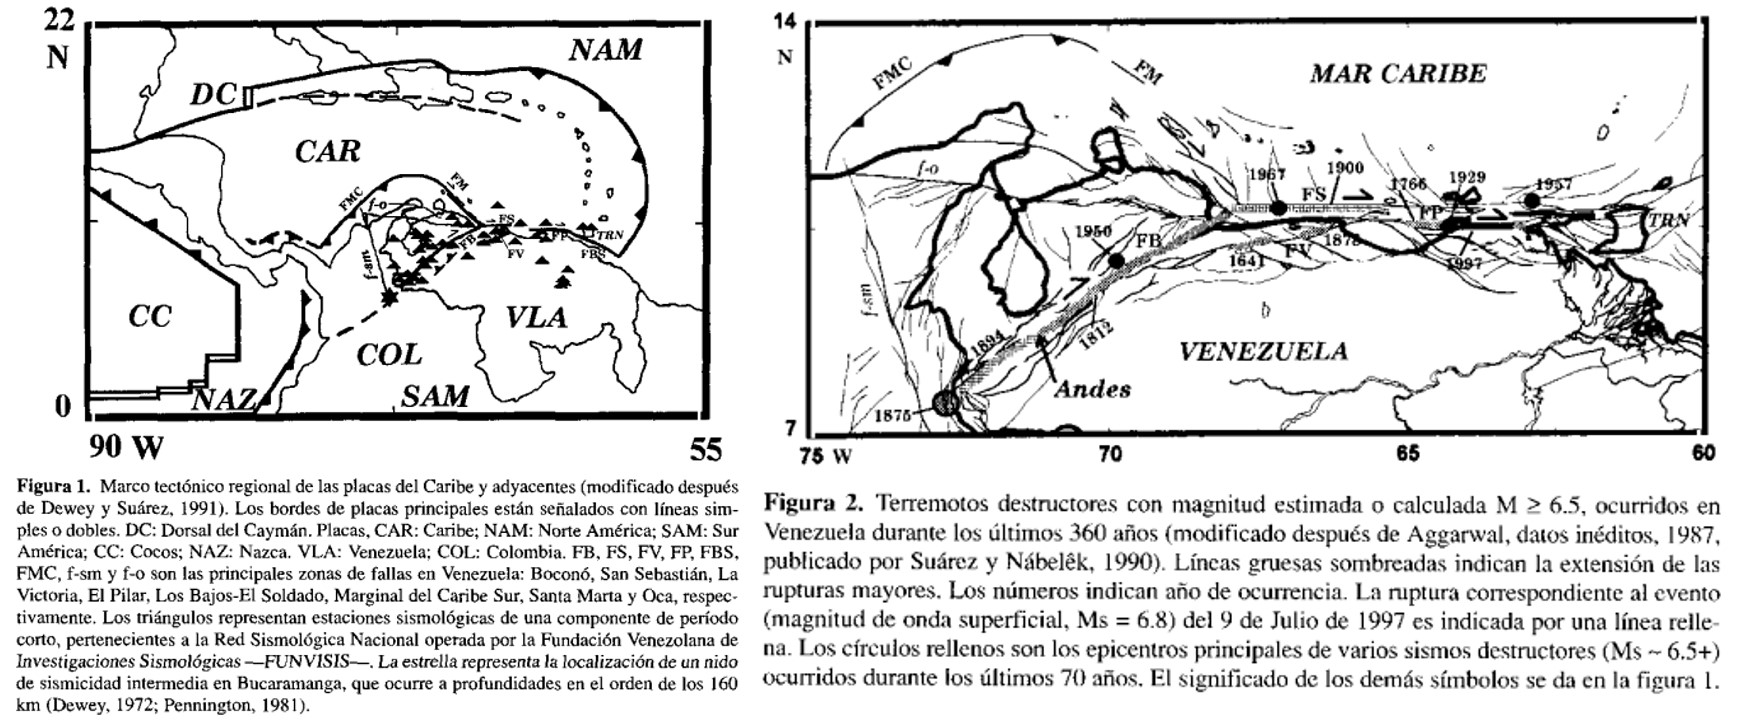 22
N
NAM
DC
CAR
FMC
FM
f-o
FS
FB
FP
TRN
FV
FBS
f-sm
CC
VLA
COL
NAZ
SAM
0
90 W
55
Figura 1. Marco tectónico regional de las placas del Caribe y adyacentes (modificado después
de Dewey y Suárez, 1991). Los bordes de placas principales están señalados con líneas sim-
ples o dobles. DC: Dorsal del Caymán. Placas, CAR: Caribe; NAM: Norte América; SAM: Sur
América; CC: Cocos; NAZ: Nazca. VLA: Venezuela; COL: Colombia. FB, FS, FV, FP, FBS,
FMC, f-sm y f-o son las principales zonas de fallas en Venezuela: Boconó, San Sebastián, La
Victoria, El Pilar, Los Bajos-El Soldado, Marginal del Caribe Sur, Santa Marta y Oca, respec-
tivamente. Los triángulos representan estaciones sismológicas de una componente de período
corto, pertenecientes a la Red Sismológica Nacional operada por la Fundación Venezolana de
Investigaciones Sismológicas —FUNVISIS—. La estrella representa la localización de un nido
de sismicidad intermedia en Bucaramanga, que ocurre a profundidades en el orden de los 160
km (Dewey, 1972; Pennington, 1981).
14
N
FMC
FM
MAR CARIBE
f-o
1967
FS
1900
1766
1929
1957
FP
TRN
1950
FB
1641
FV
1878
1997
f-sm
1894
1812
VENEZUELA
Andes
1875
7
75 W
70
65
60
Figura 2. Terremotos destructores con magnitud estimada o calculada M ≥ 6.5, ocurridos en
Venezuela durante los últimos 360 años (modificado después de Aggarwal, datos inéditos, 1987,
publicado por Suárez y Nábelêk, 1990). Líneas gruesas sombreadas indican la extensión de las
rupturas mayores. Los números indican año de ocurrencia. La ruptura correspondiente al evento
(magnitud de onda superficial, Ms = 6.8) del 9 de Julio de 1997 es indicada por una línea relle-
na. Los círculos rellenos son los epicentros principales de varios sismos destructores (Ms ~ 6.5+)
ocurridos durante los últimos 70 años. El significado de los demás símbolos se da en la figura 1.